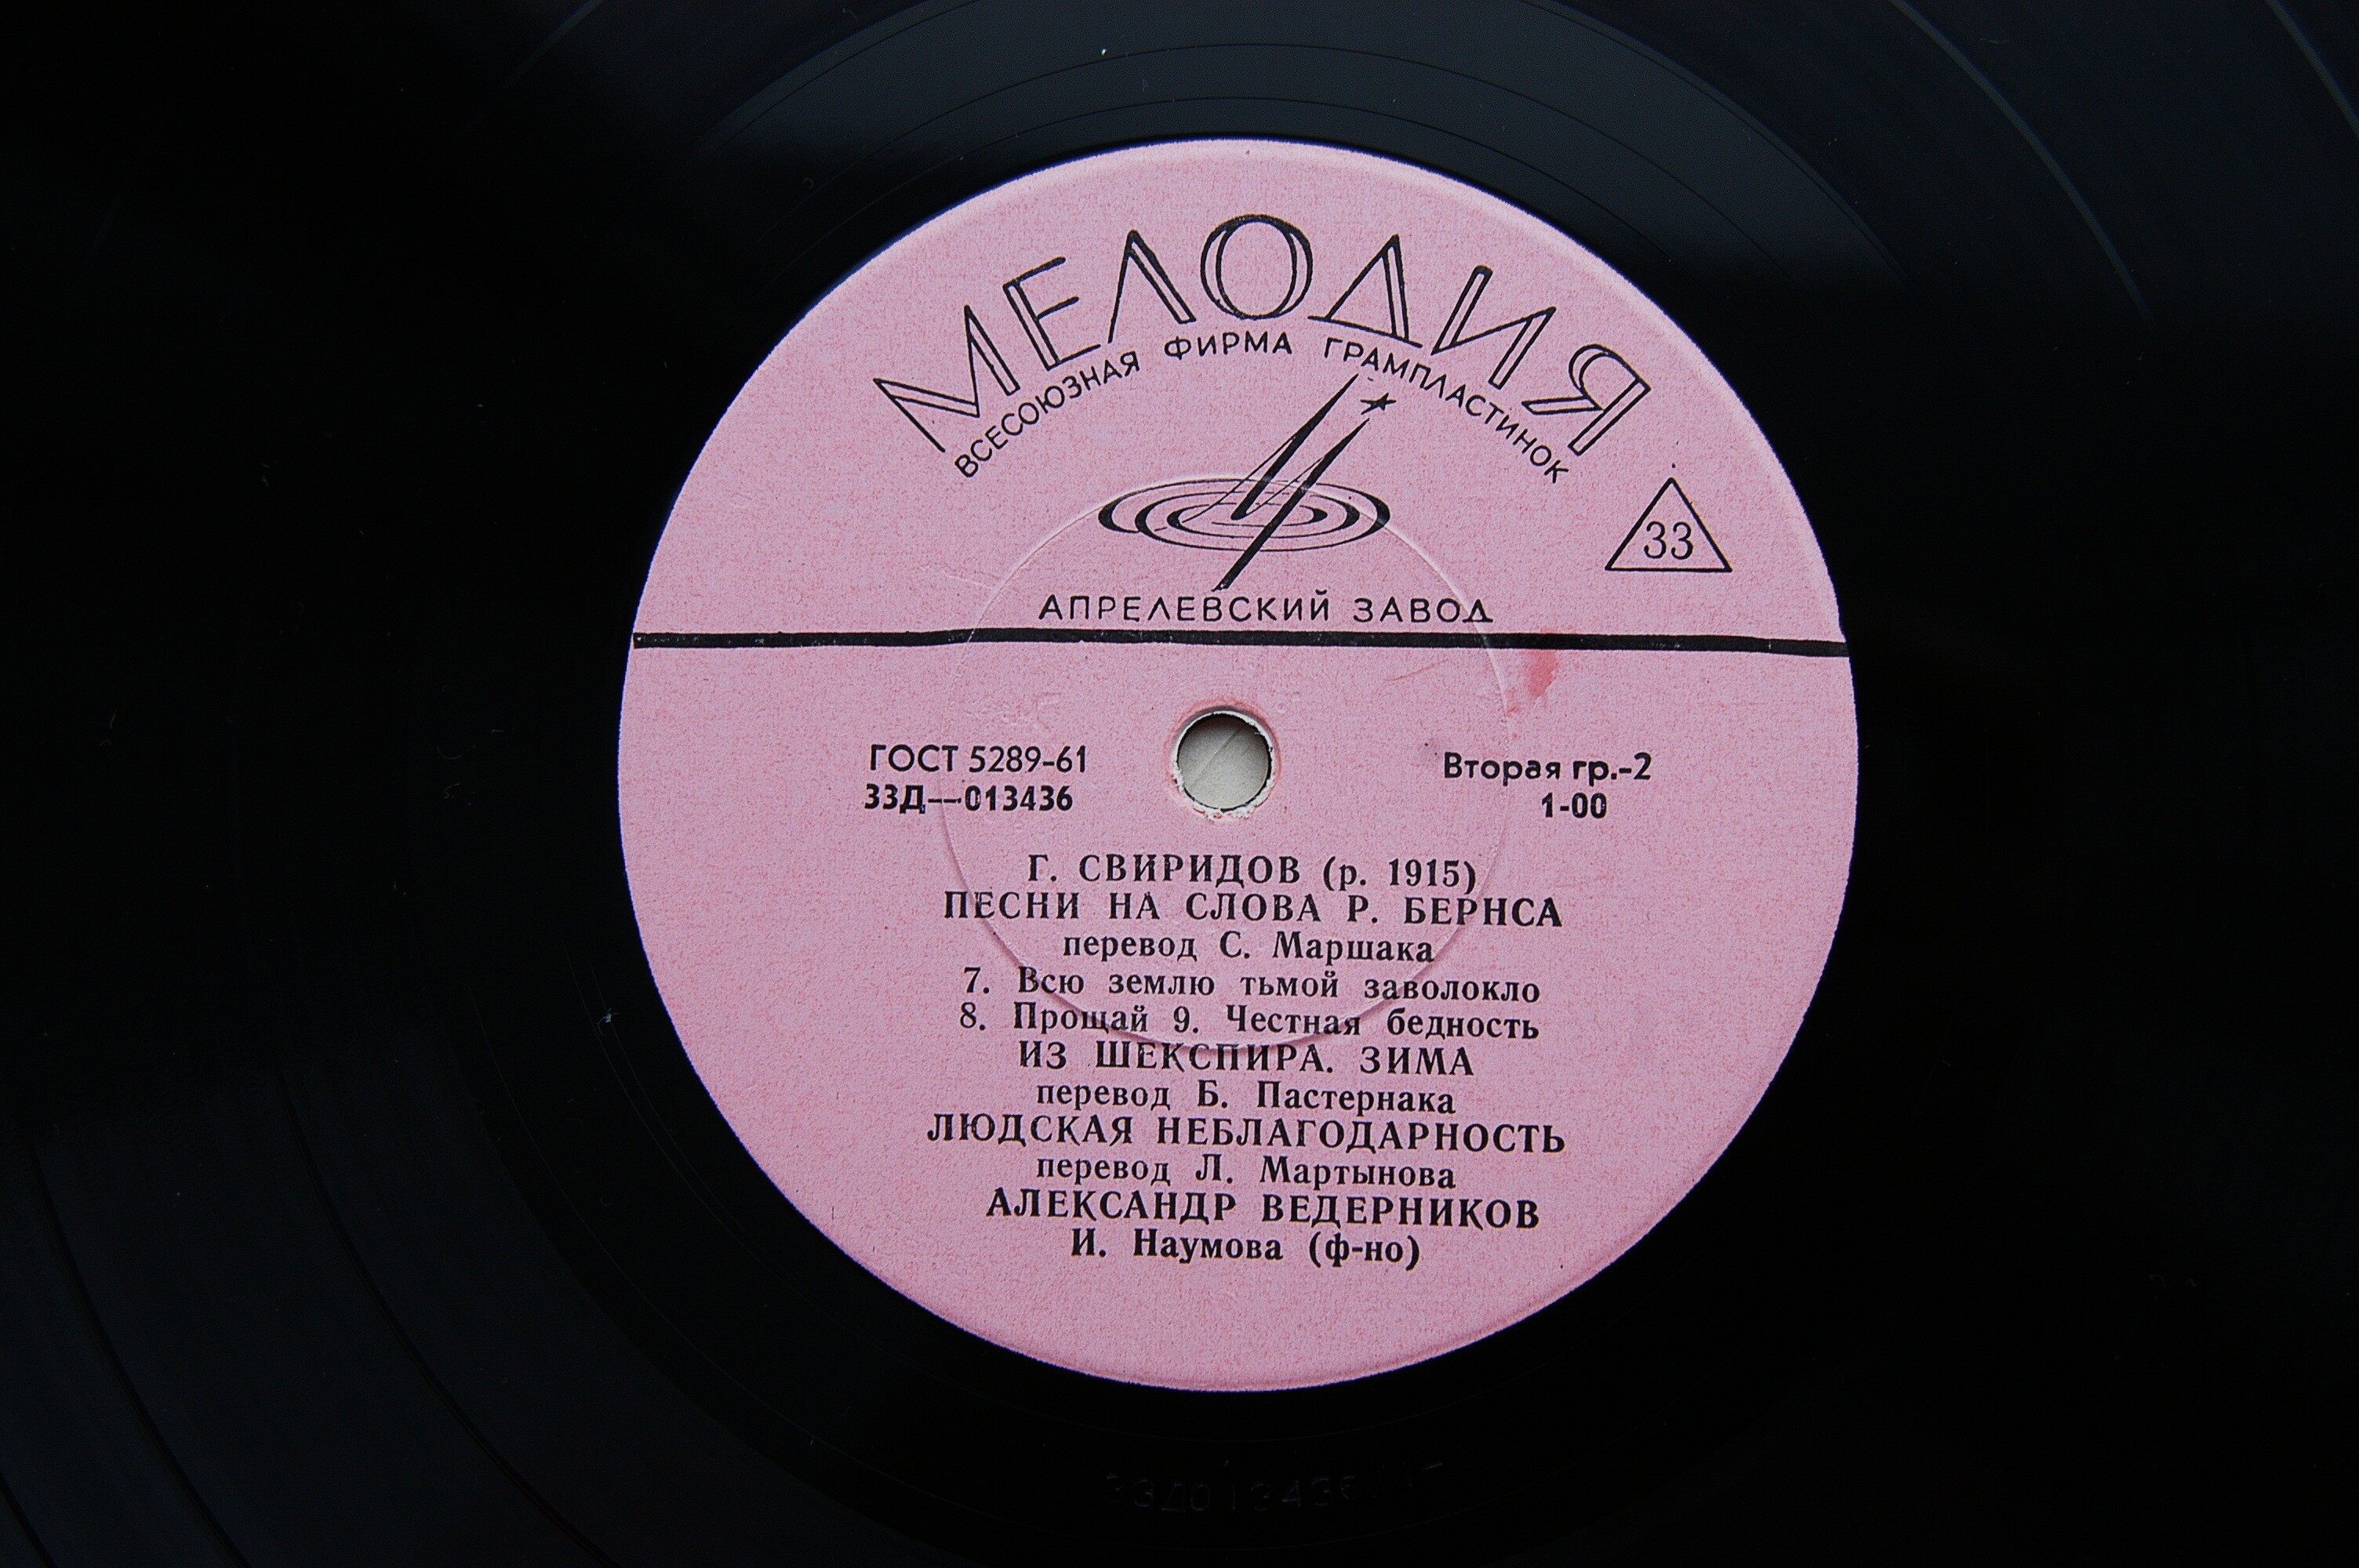 МЕЛОДИЯ
ВСЕСОЮЗНАЯ ФИРМА ГРАМПЛАСТИНОК
33
АПРЕЛЕВСКИЙ ЗАВОД
ГОСТ 5289-61
Вторая гр.-2
33Д—013436
1-00
Г. СВИРИДОВ (р. 1915)
ПЕСНИ НА СЛОВА Р. БЕРНСА
перевод С. Маршака
7. Всю землю тьмой заволокло
8. Прощай 9. Честная бедность
ИЗ ШЕКСПИРА. ЗИМА
перевод Б. Пастернака
ЛЮДСКАЯ НЕБЛАГОДАРНОСТЬ
перевод Л. Мартынова
АЛЕКСАНДР ВЕДЕРНИКОВ
И. Наумова (ф-но)